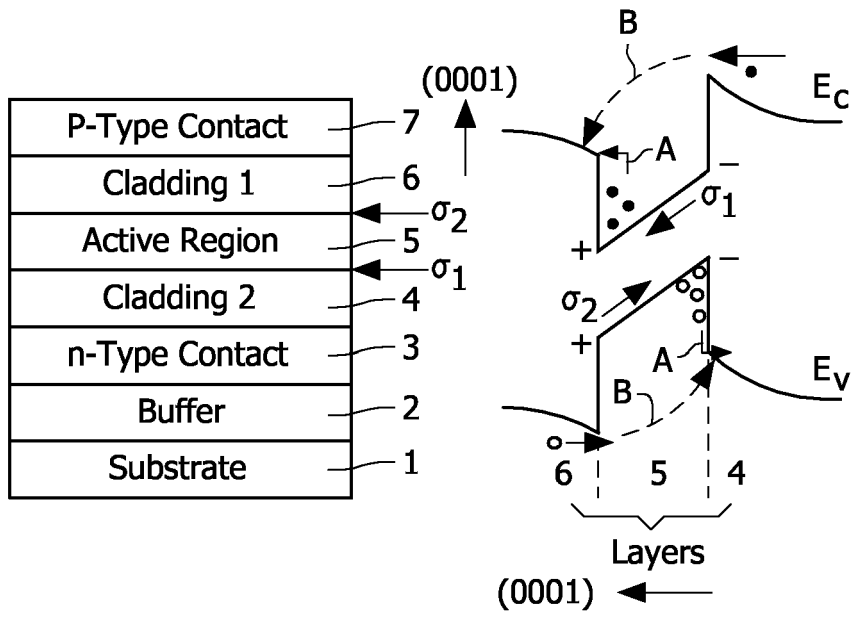 P-Type Contact 7
Cladding 1 6
σ2
Active Region 5
σ1
Cladding 2 4
n-Type Contact 3
Buffer 2
Substrate 1
(0001)
B
EC
A
−
σ1
+
−
σ2
+
A
EV
B
6 5 4
Layers
(0001)